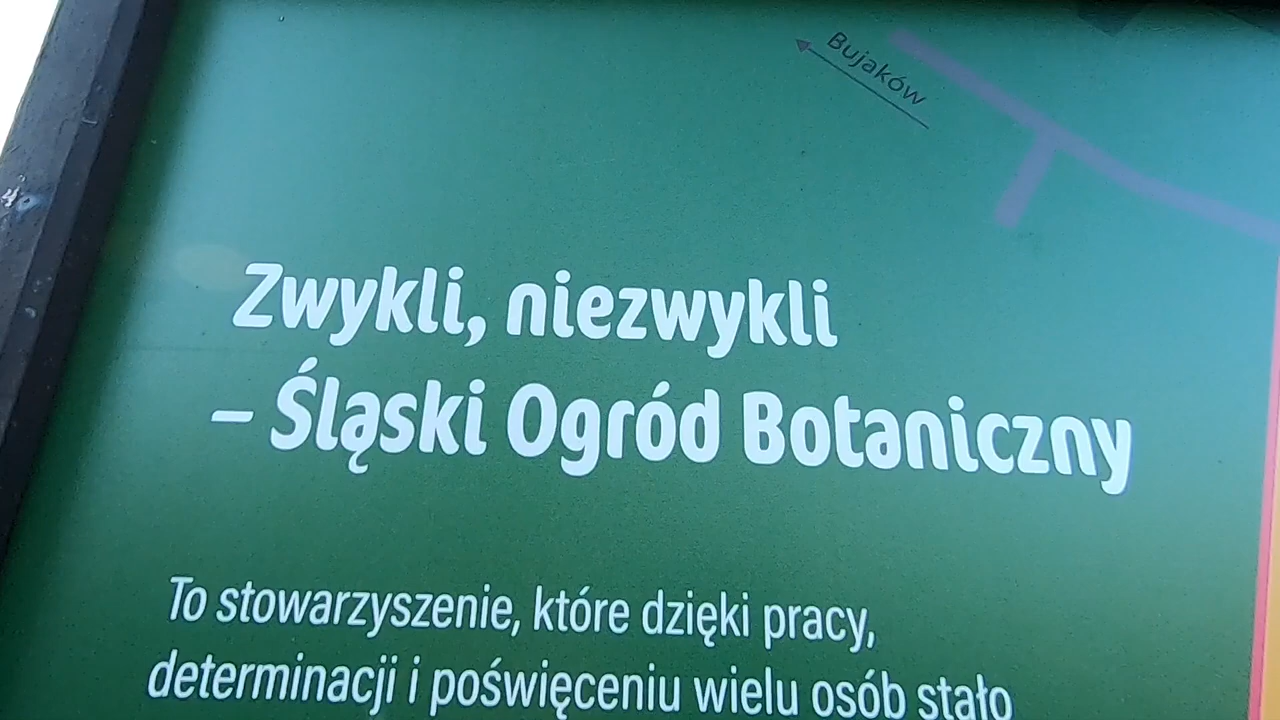 Bujaków
Zwykli, niezwykli
– Śląski Ogród Botaniczny
To stowarzyszenie, które dzięki pracy,
determinacji i poświęceniu wielu osób stało